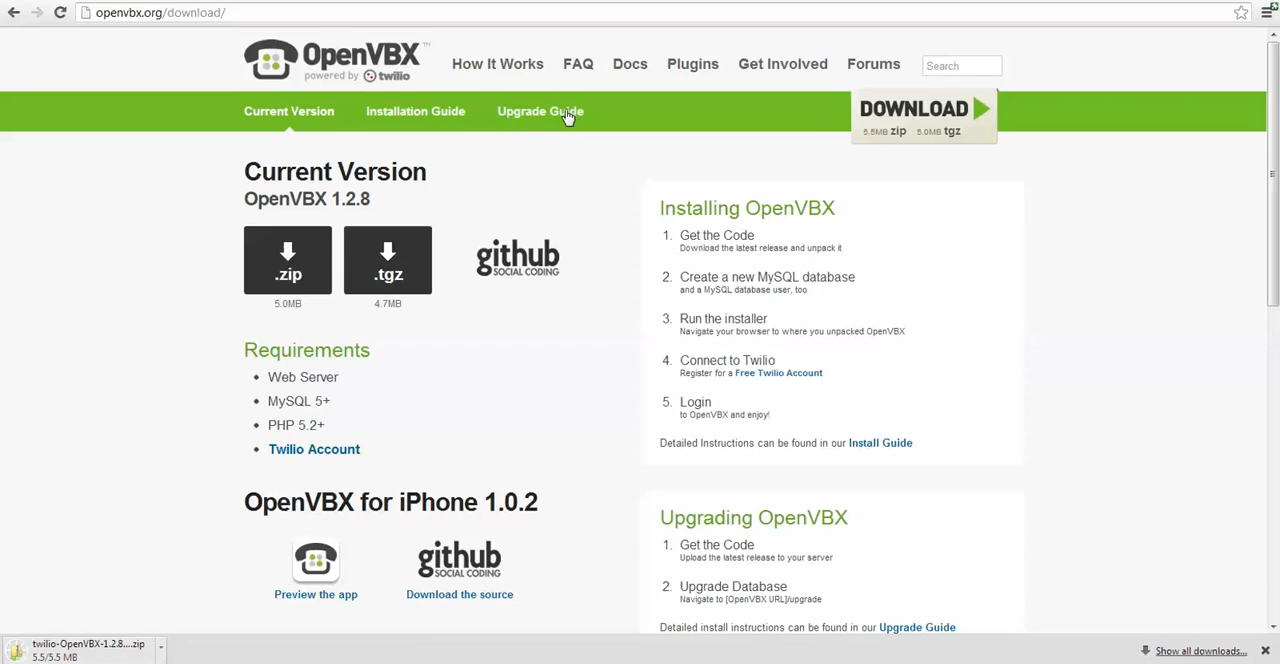 openvbx.org/download/
OpenVBX™
powered by twilio
How It Works
FAQ
Docs
Plugins
Get Involved
Forums
Search
Current Version
Installation Guide
Upgrade Guide
DOWNLOAD
5.5MB zip 5.0MB tgz
Current Version
OpenVBX 1.2.8
.zip
5.0MB
.tgz
4.7MB
github
SOCIAL CODING
Requirements
• Web Server
• MySQL 5+
• PHP 5.2+
• Twilio Account
OpenVBX for iPhone 1.0.2
Preview the app
github
SOCIAL CODING
Download the source
Installing OpenVBX
1. Get the Code
Download the latest release and unpack it
2. Create a new MySQL database
and a MySQL database user, too
3. Run the installer
Navigate your browser to where you unpacked OpenVBX
4. Connect to Twilio
Register for a Free Twilio Account
5. Login
to OpenVBX and enjoy!
Detailed Instructions can be found in our Install Guide
Upgrading OpenVBX
1. Get the Code
Upload the latest release to your server
2. Upgrade Database
Navigate to [OpenVBX URL]/upgrade
Detailed install instructions can be found in our Upgrade Guide
twilio-OpenVBX-1.2.8....zip
5.5/5.5 MB
Show all downloads...